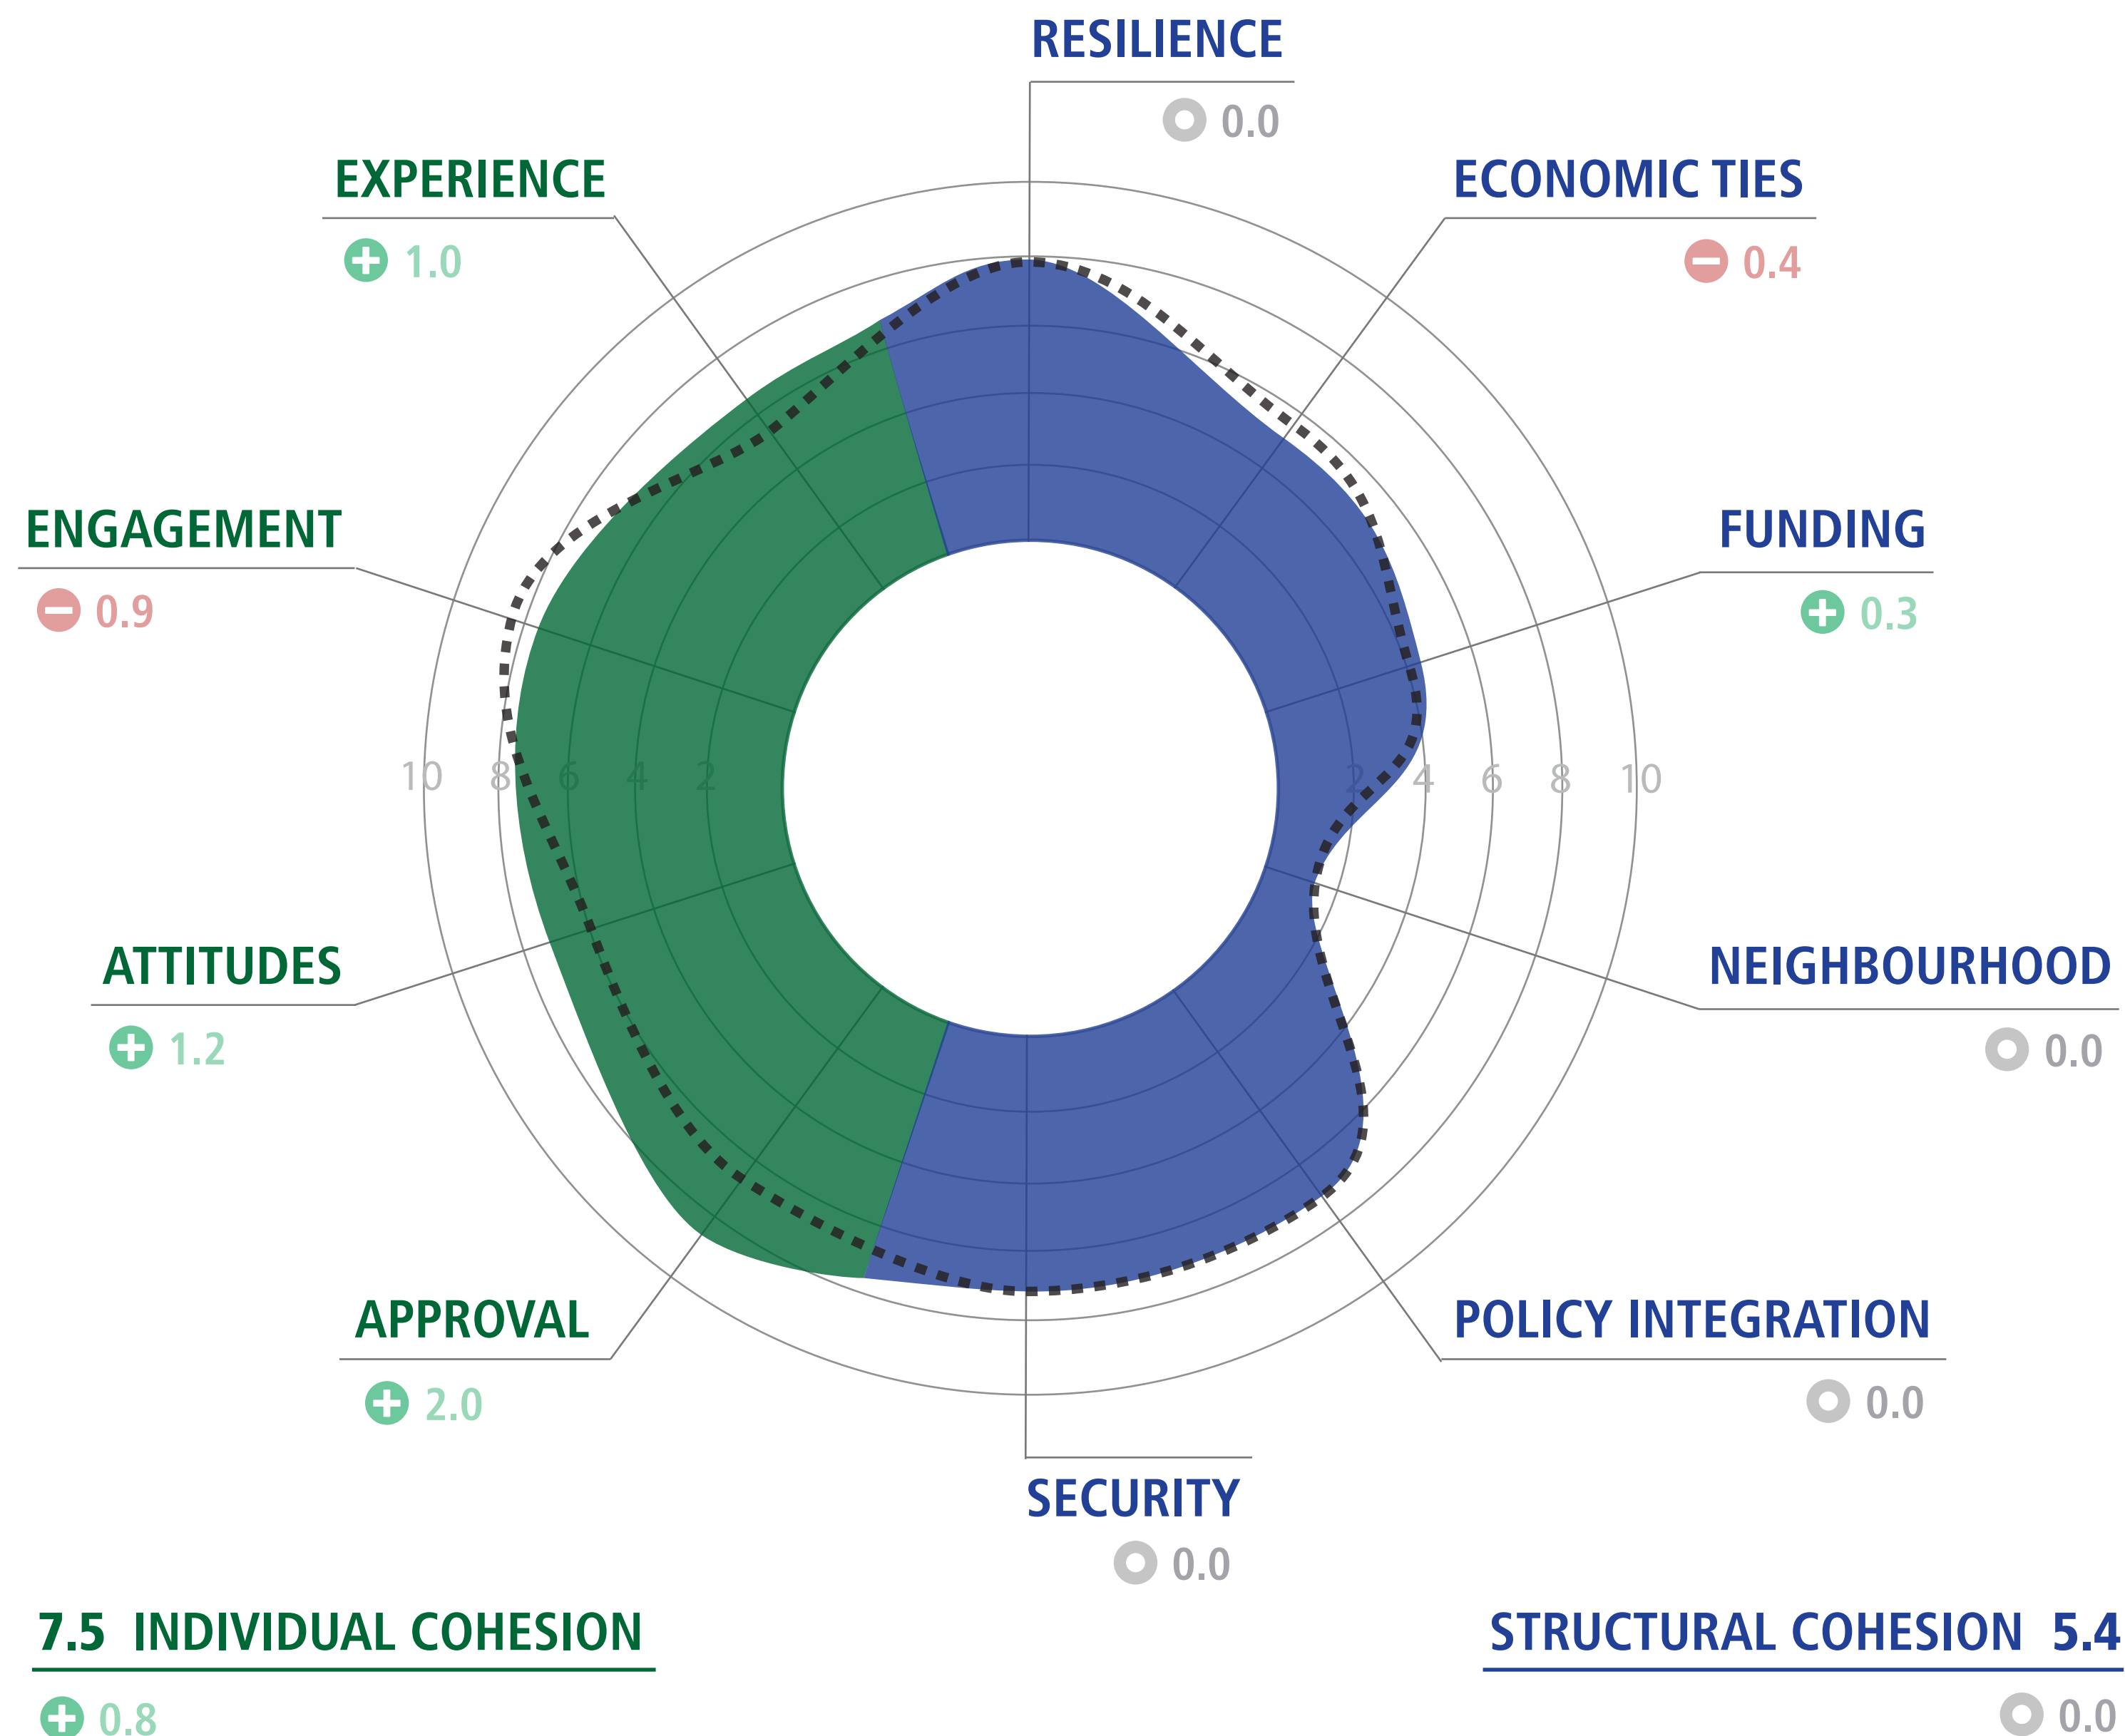 RESILIENCE
0.0
EXPERIENCE
1.0
ECONOMIC TIES
0.4
ENGAGEMENT
0.9
FUNDING
0.3
10 8 6 4 2 2 4 6 8 10
ATTITUDES
1.2
NEIGHBOURHOOD
0.0
APPROVAL
2.0
POLICY INTEGRATION
0.0
SECURITY
0.0
7.5 INDIVIDUAL COHESION
0.8
STRUCTURAL COHESION 5.4
0.0